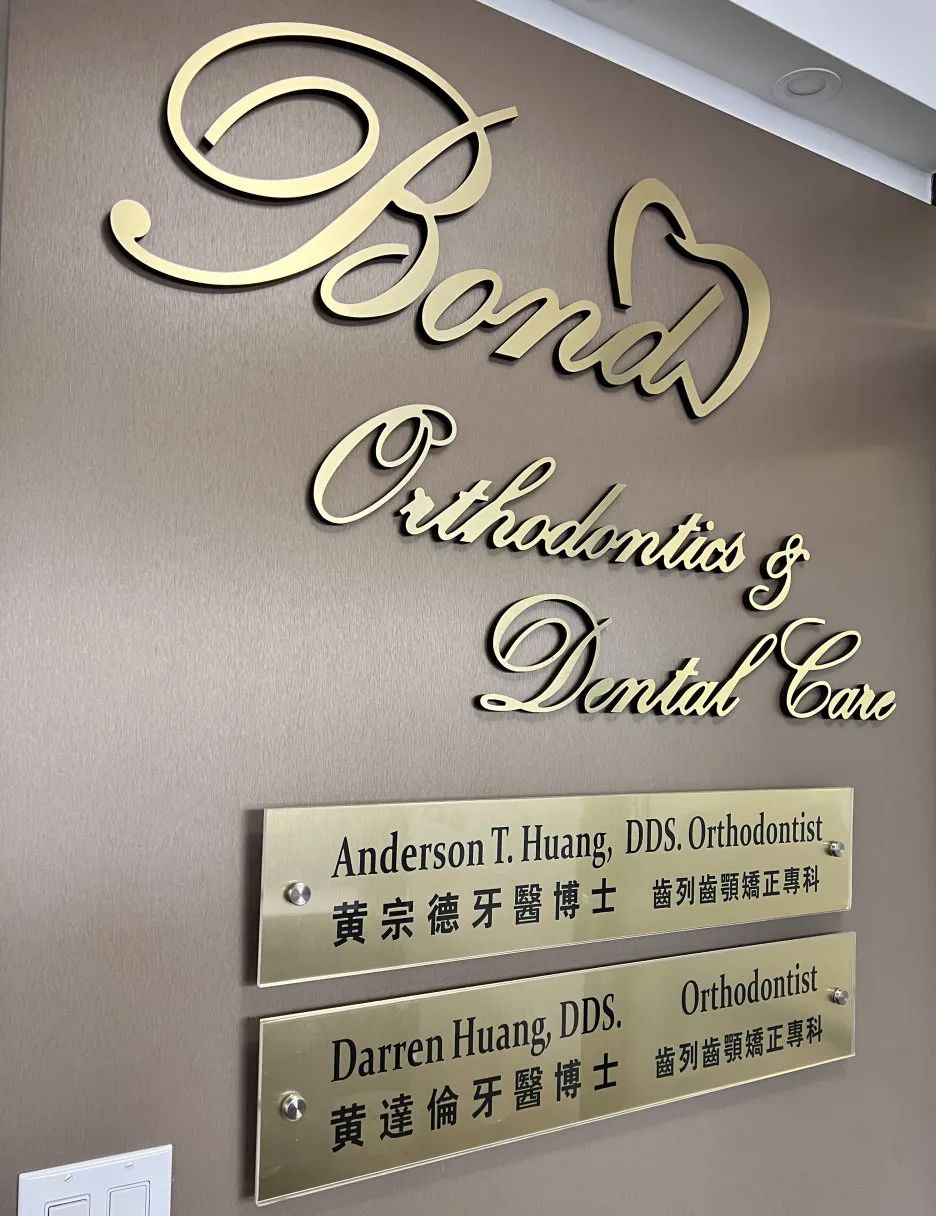 Bond
Orthodontics &
Dental Care
Anderson T. Huang, DDS. Orthodontist
黄宗德牙醫博士 齒列齒顎矯正專科
Darren Huang, DDS. Orthodontist
黄達倫牙醫博士 齒列齒顎矯正專科